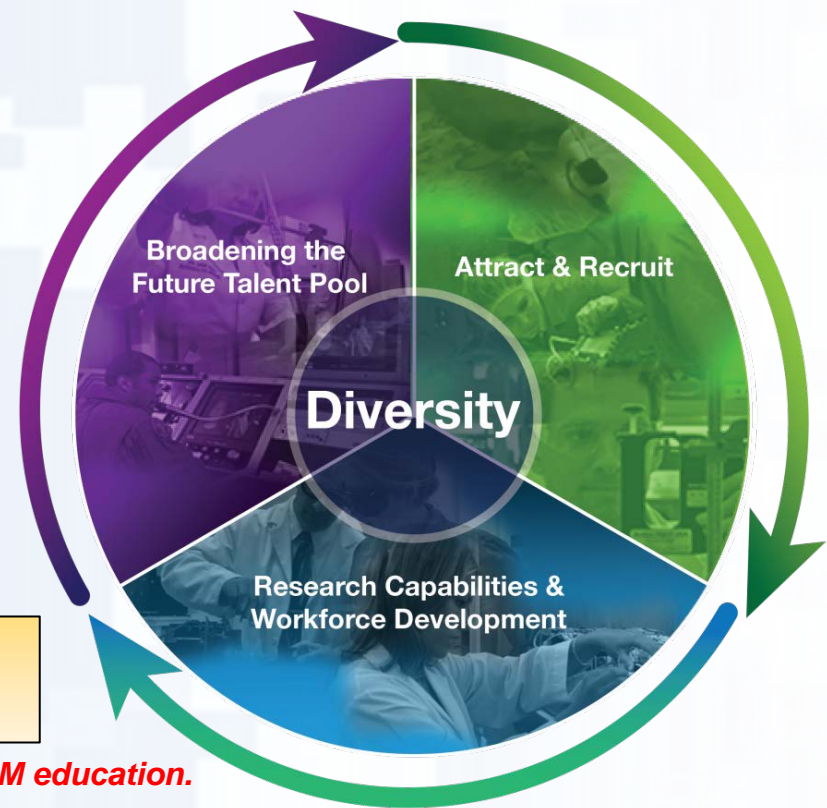 Broadening the
Future Talent Pool
Attract & Recruit
Diversity
Research Capabilities &
Workforce Development
M education.